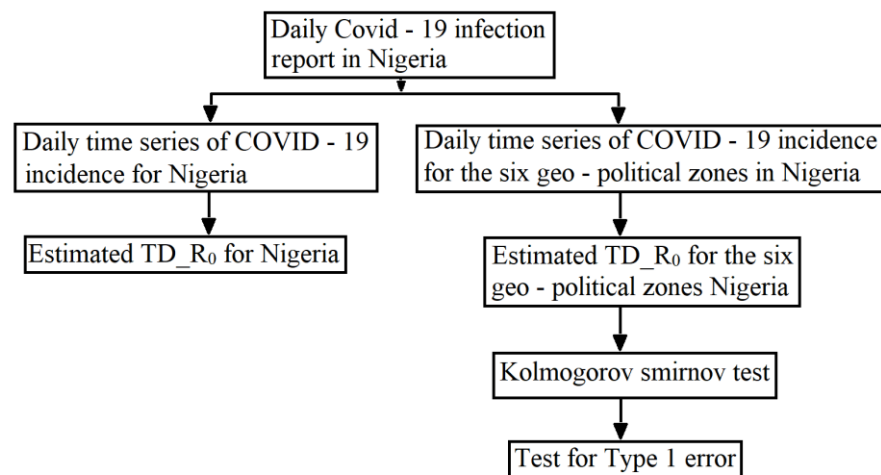 Daily Covid - 19 infection
report in Nigeria
Daily time series of COVID - 19
incidence for Nigeria
Daily time series of COVID - 19 incidence
for the six geo - political zones in Nigeria
Estimated TD_R₀ for Nigeria
Estimated TD_R₀ for the six
geo - political zones Nigeria
Kolmogorov smirnov test
Test for Type 1 error